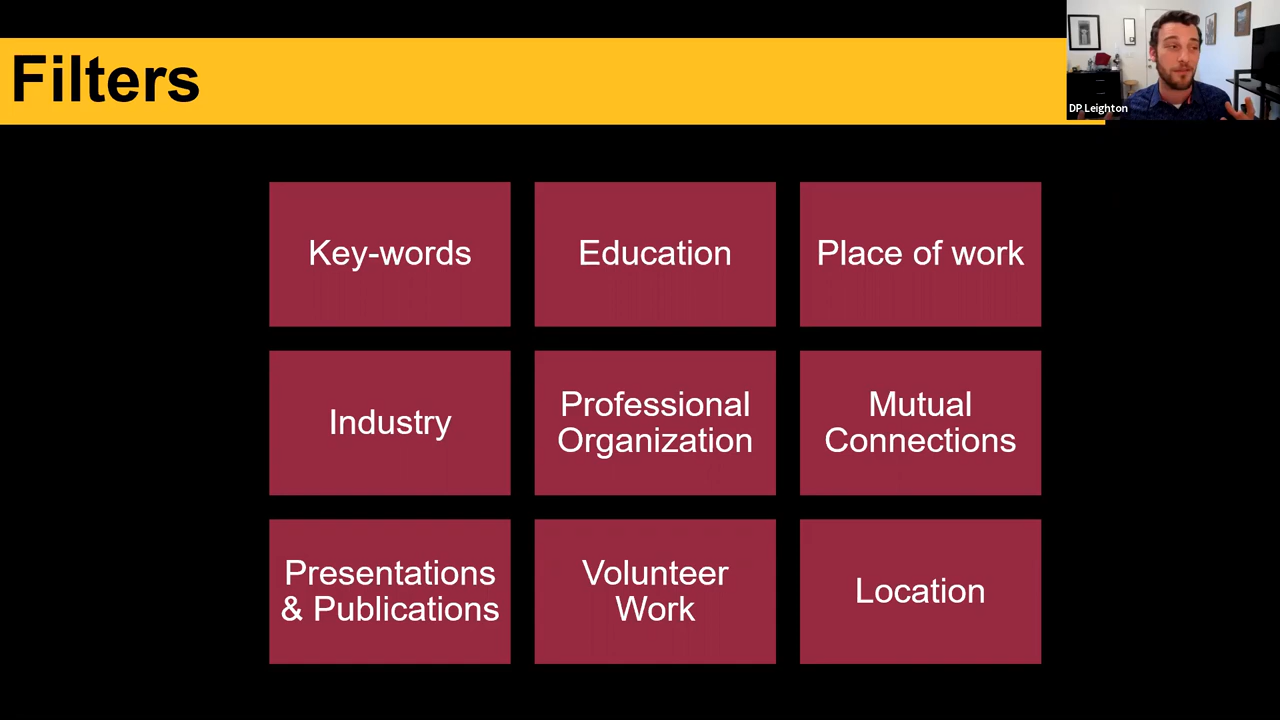 Filters
DP Leighton
Key-words
Education
Place of work
Industry
Professional
Organization
Mutual
Connections
Presentations
& Publications
Volunteer
Work
Location